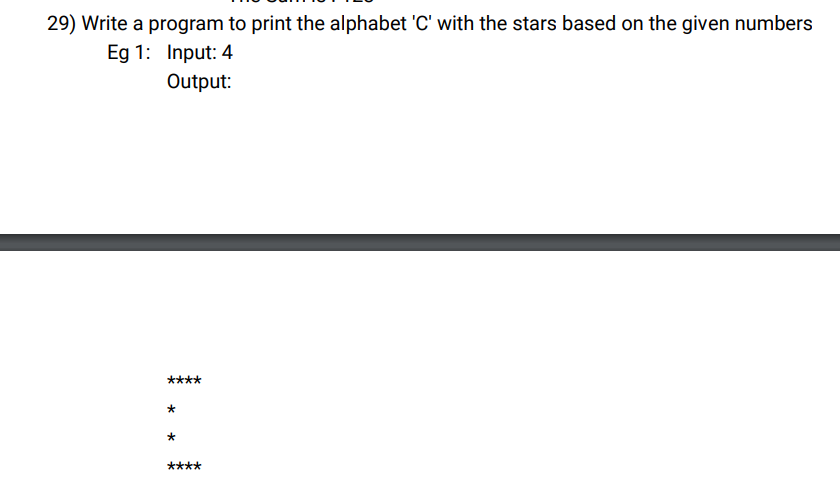 29) Write a program to print the alphabet 'C' with the stars based on the given numbers
Eg 1: Input: 4
Output:
****
*
*
****